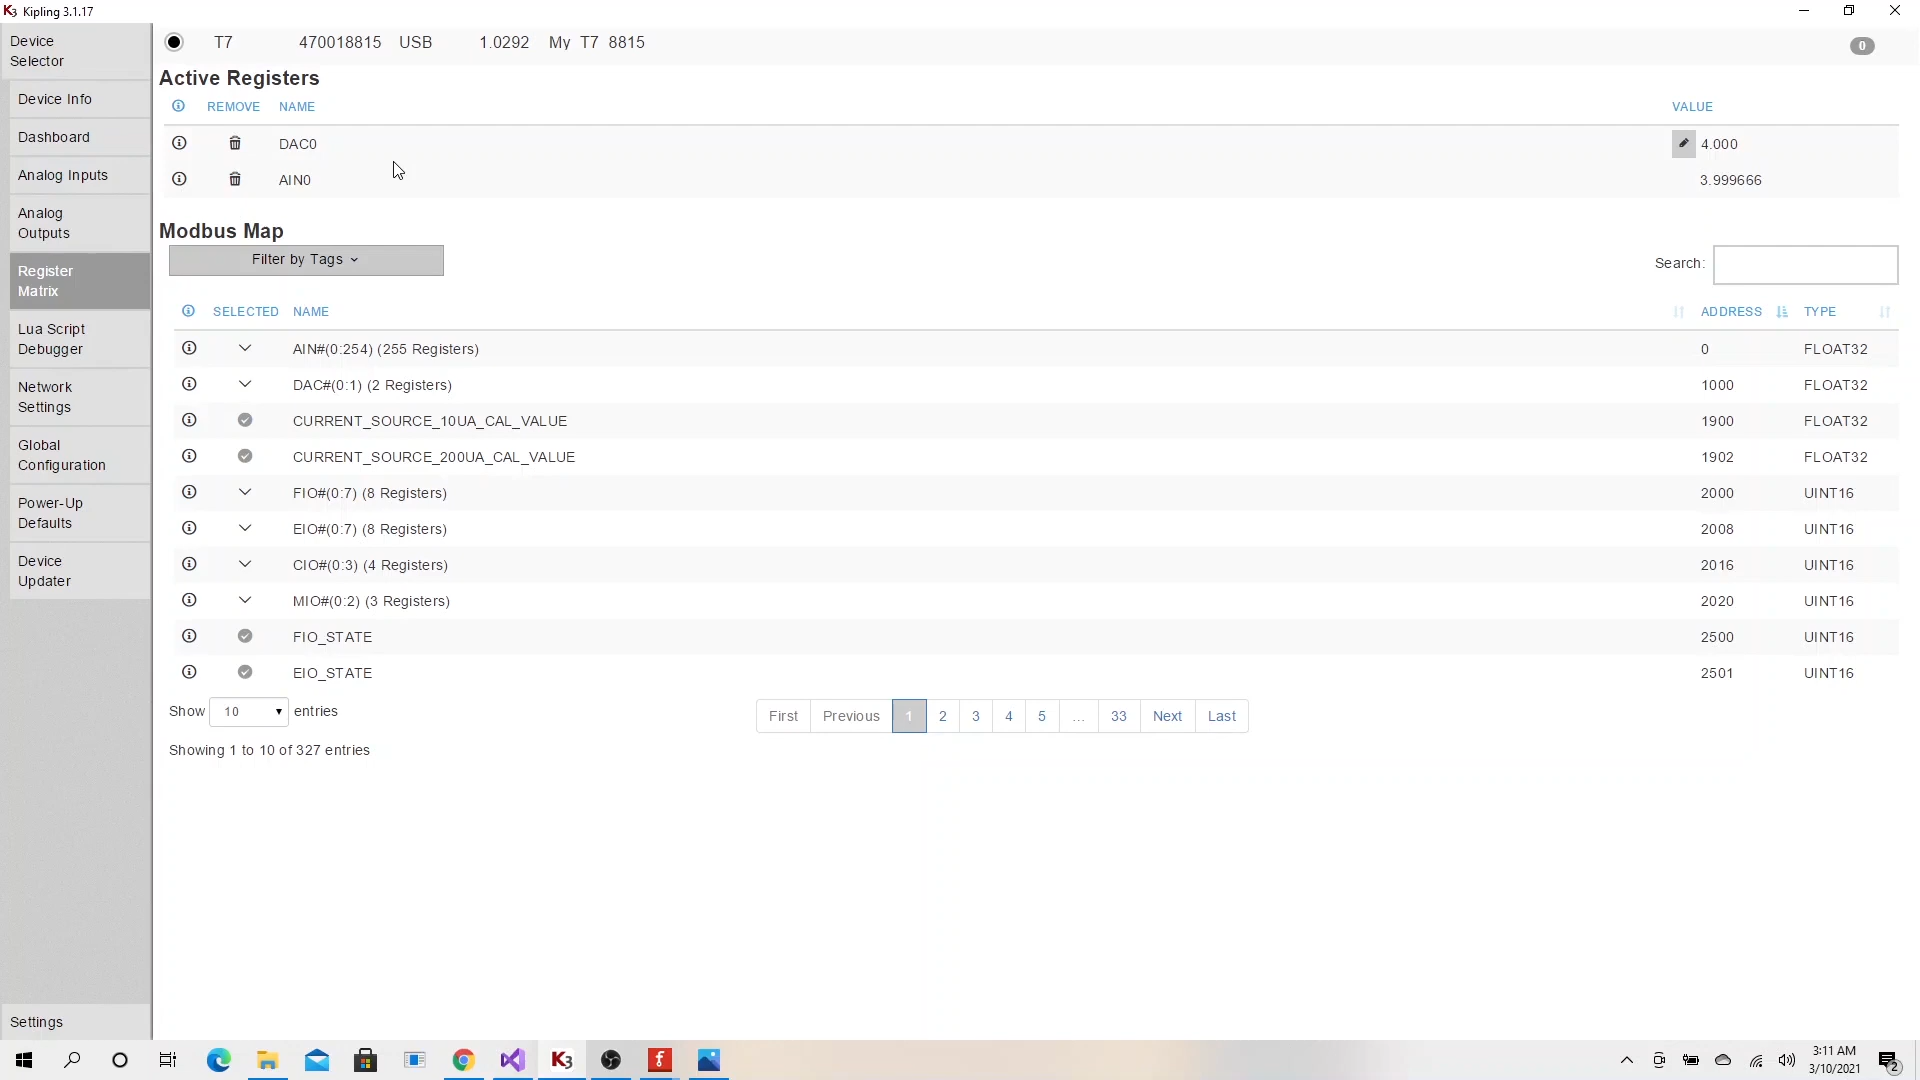 Kipling 3.1.17
Device
Selector
Device Info
Dashboard
Analog Inputs
Analog
Outputs
Register
Matrix
Lua Script
Debugger
Network
Settings
Global
Configuration
Power-Up
Defaults
Device
Updater
Settings
T7 470018815 USB 1.0292 My T7 8815
0
Active Registers
REMOVE NAME VALUE
DAC0 4.000
AIN0 3.999666
Modbus Map
Filter by Tags
Search:
SELECTED NAME ADDRESS TYPE
AIN#(0:254) (255 Registers) 0 FLOAT32
DAC#(0:1) (2 Registers) 1000 FLOAT32
CURRENT_SOURCE_10UA_CAL_VALUE 1900 FLOAT32
CURRENT_SOURCE_200UA_CAL_VALUE 1902 FLOAT32
FIO#(0:7) (8 Registers) 2000 UINT16
EIO#(0:7) (8 Registers) 2008 UINT16
CIO#(0:3) (4 Registers) 2016 UINT16
MIO#(0:2) (3 Registers) 2020 UINT16
FIO_STATE 2500 UINT16
EIO_STATE 2501 UINT16
Show 10 entries
First Previous 1 2 3 4 5 ... 33 Next Last
Showing 1 to 10 of 327 entries
K3
3:11 AM
3/10/2021
2